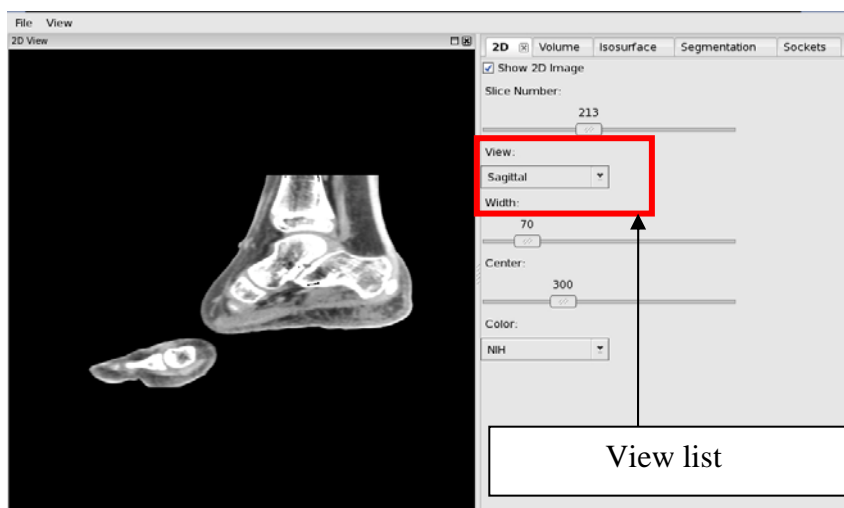 File View
2D View
2D Volume Isosurface Segmentation Sockets
Show 2D Image
Slice Number:
213
View:
Sagittal
Width:
70
Center:
300
Color:
NIH
View list